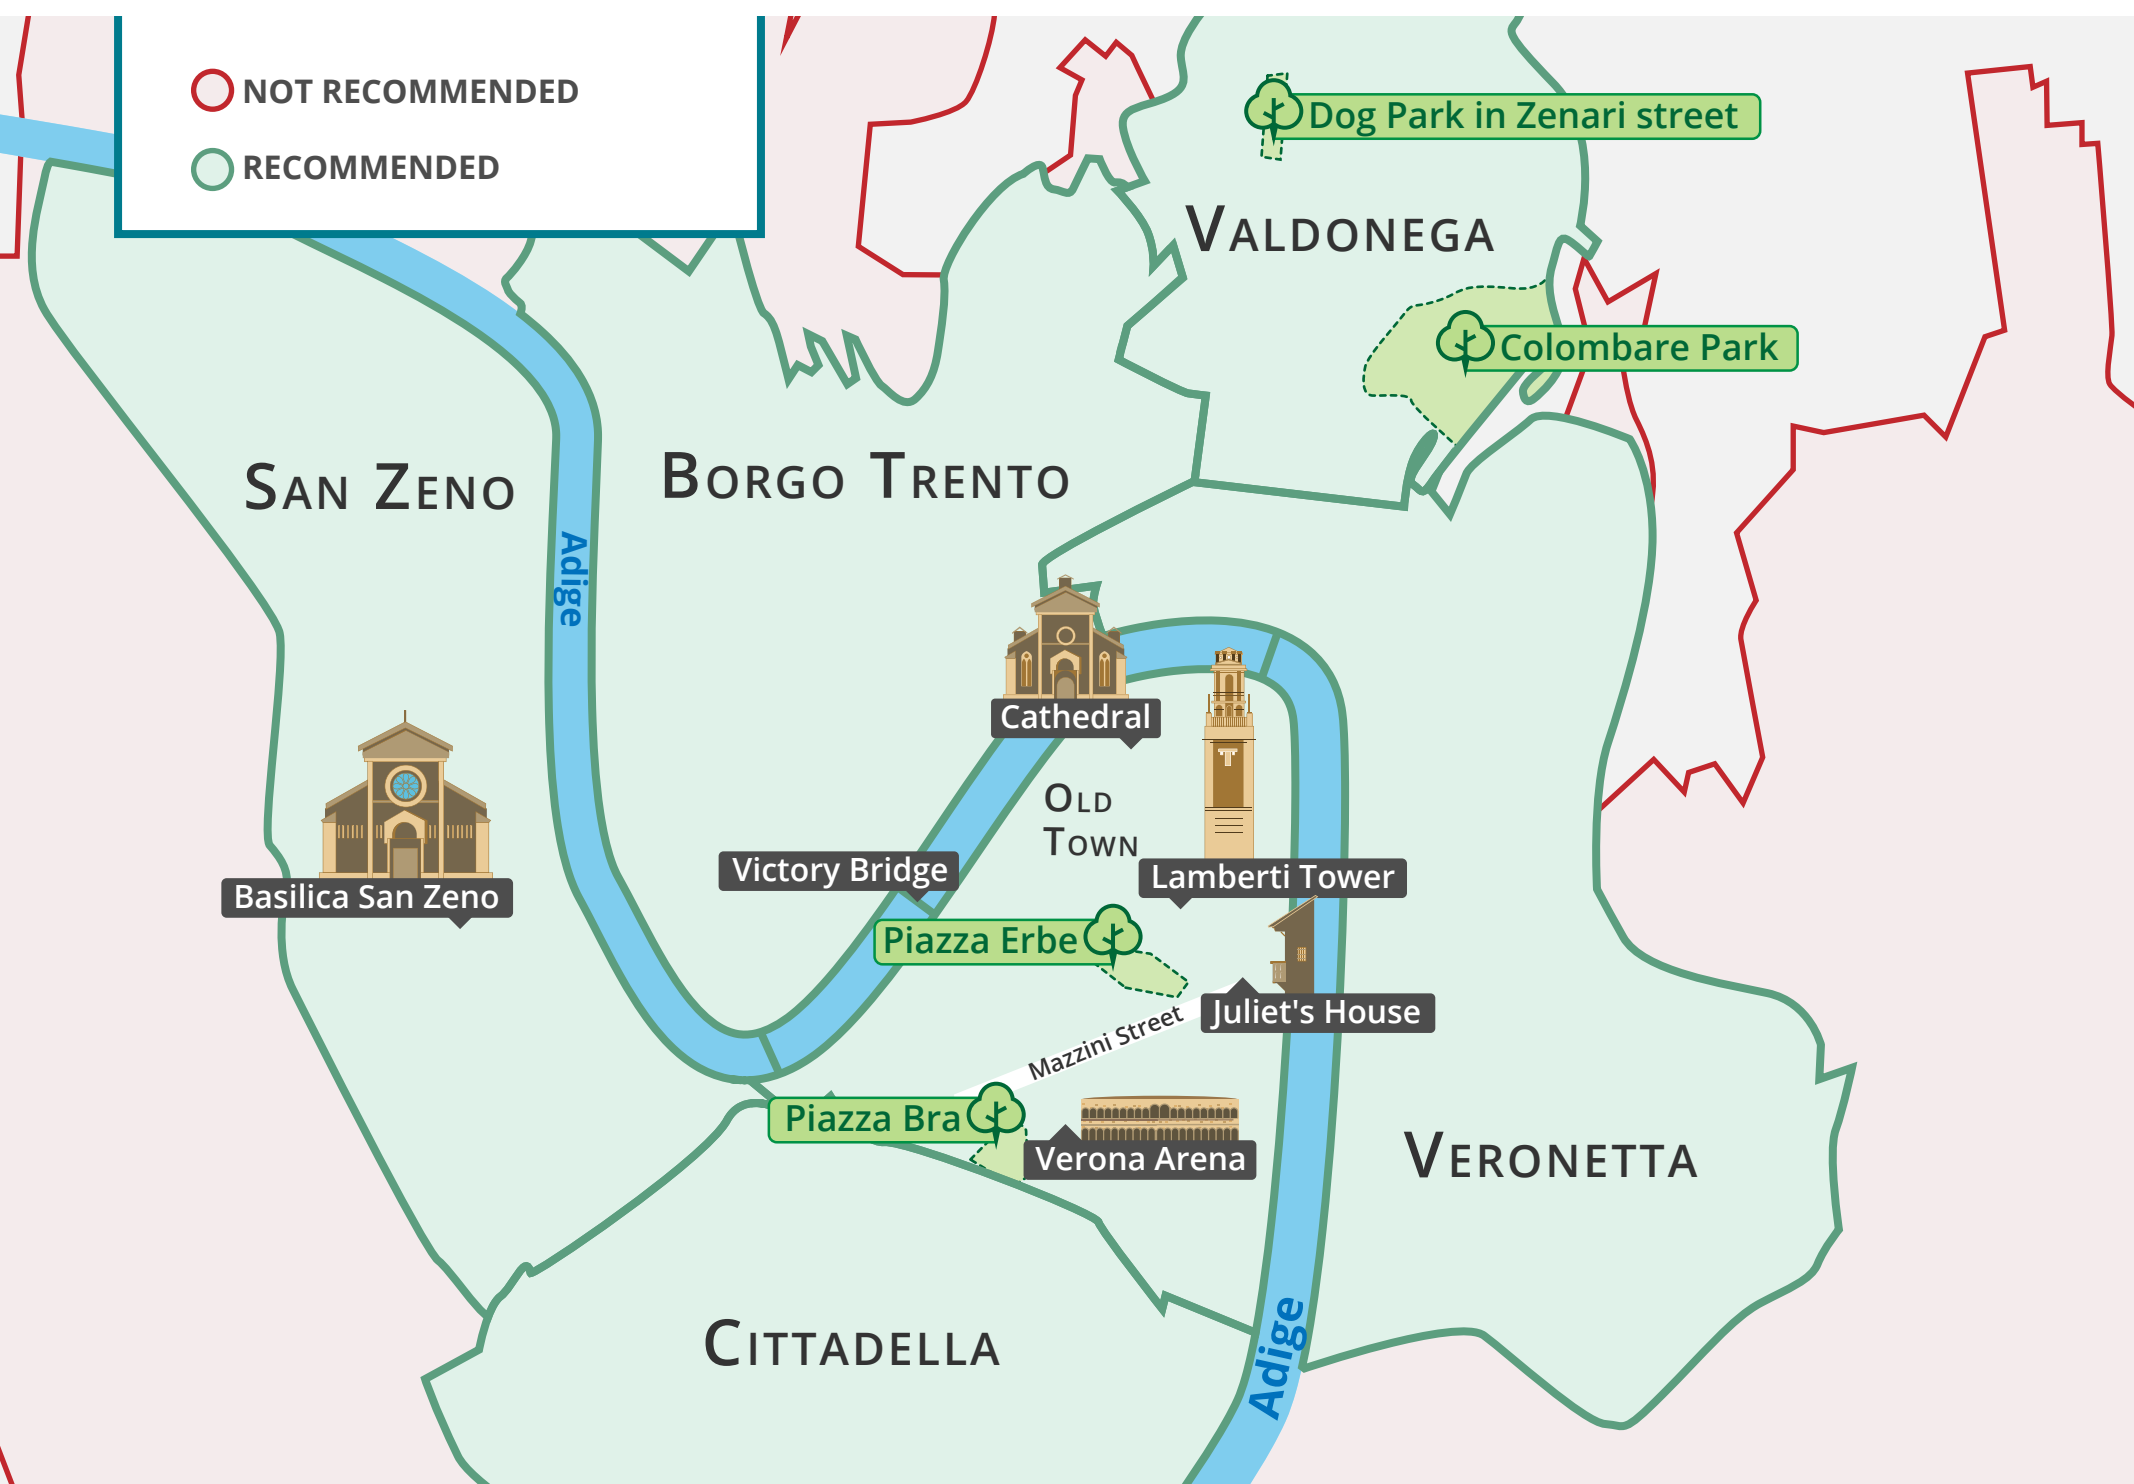 NOT RECOMMENDED
RECOMMENDED
Dog Park in Zenari street
VALDONEGA
Colombare Park
SAN ZENO
BORGO TRENTO
Adige
Cathedral
OLD
TOWN
Victory Bridge
Lamberti Tower
Basilica San Zeno
Piazza Erbe
Juliet's House
Mazzini Street
Piazza Bra
Verona Arena
VERONETTA
CITTADELLA
Adige